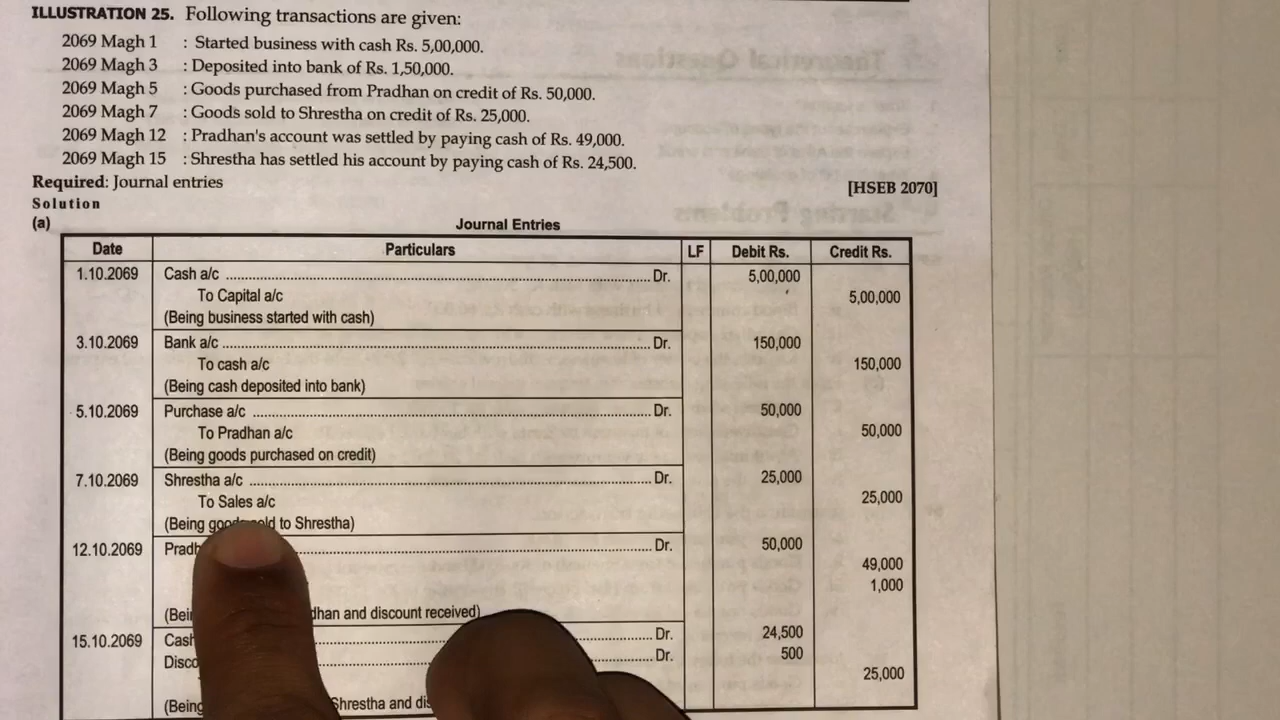 ILLUSTRATION 25. Following transactions are given:
2069 Magh 1 : Started business with cash Rs. 5,00,000.
2069 Magh 3 : Deposited into bank of Rs. 1,50,000.
2069 Magh 5 : Goods purchased from Pradhan on credit of Rs. 50,000.
2069 Magh 7 : Goods sold to Shrestha on credit of Rs. 25,000.
2069 Magh 12 : Pradhan's account was settled by paying cash of Rs. 49,000.
2069 Magh 15 : Shrestha has settled his account by paying cash of Rs. 24,500.
Required: Journal entries [HSEB 2070]
Solution
(a) Journal Entries
Date Particulars LF Debit Rs. Credit Rs.
1.10.2069 Cash a/c Dr. 5,00,000
To Capital a/c 5,00,000
(Being business started with cash)
3.10.2069 Bank a/c Dr. 150,000
To cash a/c 150,000
(Being cash deposited into bank)
5.10.2069 Purchase a/c Dr. 50,000
To Pradhan a/c 50,000
(Being goods purchased on credit)
7.10.2069 Shrestha a/c Dr. 25,000
To Sales a/c 25,000
(Being goods sold to Shrestha)
12.10.2069 Dr. 50,000
49,000
1,000
and discount received)
15.10.2069 Cash Dr. 24,500
Dr. 500
25,000
(Being Shrestha and